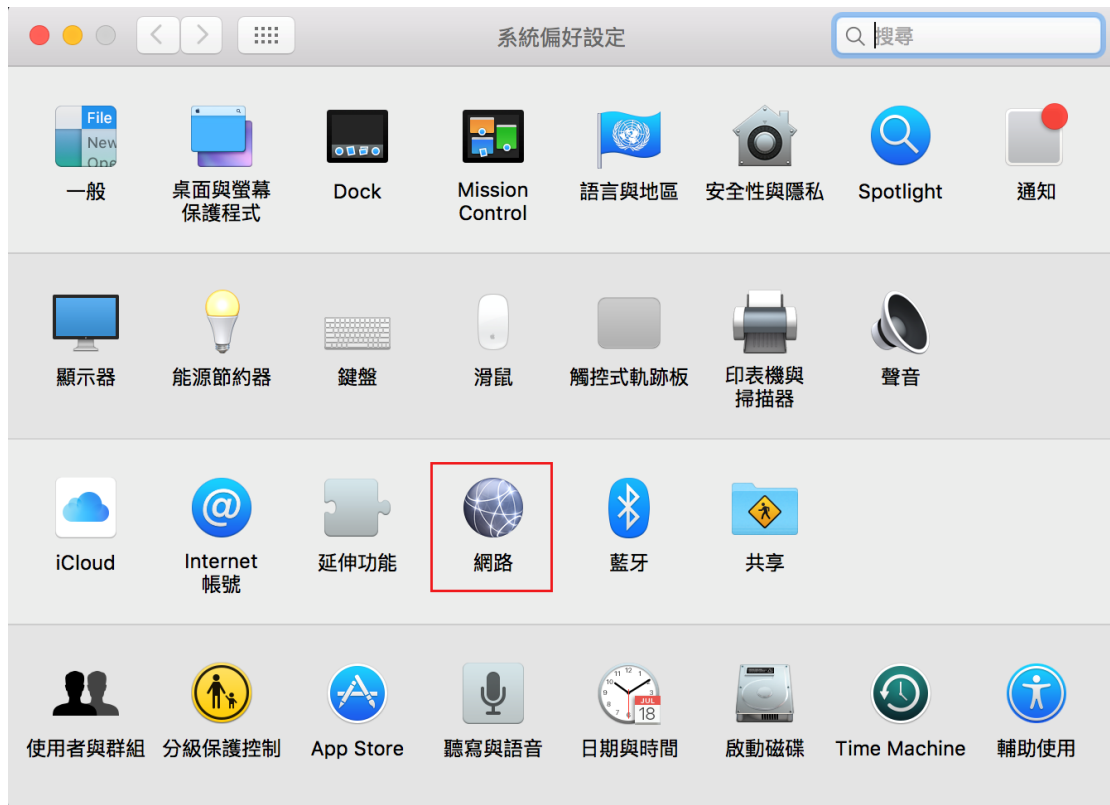 系統偏好設定
搜尋
File
New
Ope
一般
桌面與螢幕
保護程式
Dock
Mission
Control
語言與地區
安全性與隱私
Spotlight
通知
顯示器
能源節約器
鍵盤
滑鼠
觸控式軌跡板
印表機與
掃描器
聲音
iCloud
@
Internet
帳號
延伸功能
網路
藍牙
共享
使用者與群組
分級保護控制
App Store
聽寫與語音
JUL
18
日期與時間
啟動磁碟
Time Machine
輔助使用